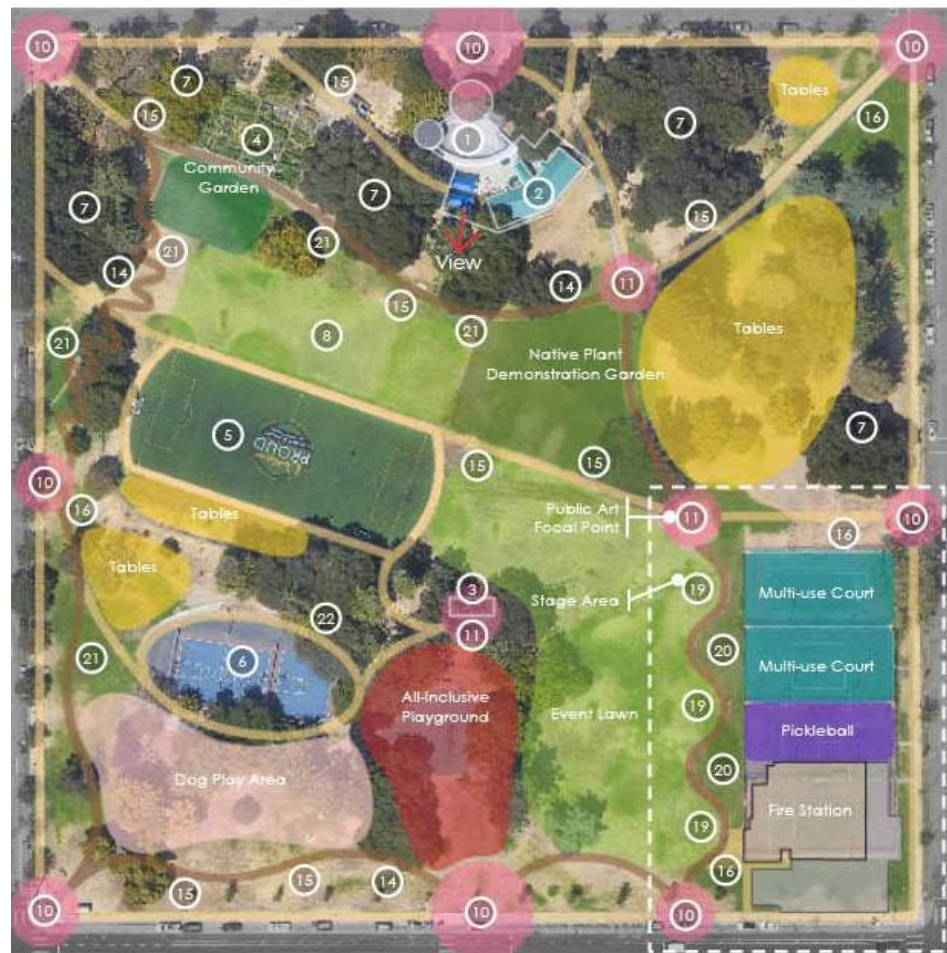 10
10
10
7
15
15
Tables
16
4
1
7
Community
Garden
7
7
2
15
21
21
View
14
14
11
15
21
8
21
Tables
Native Plant
Demonstration Garden
7
5
PROUD
15
15
10
16
Tables
Public Art
Focal Point
11
10
16
Tables
3
Stage Area
19
Multi-use Court
22
11
21
6
20
Multi-use Court
All-Inclusive
Playground
19
Event Lawn
Pickleball
Dog Play Area
20
Fire Station
19
15
15
14
16
10
10
10